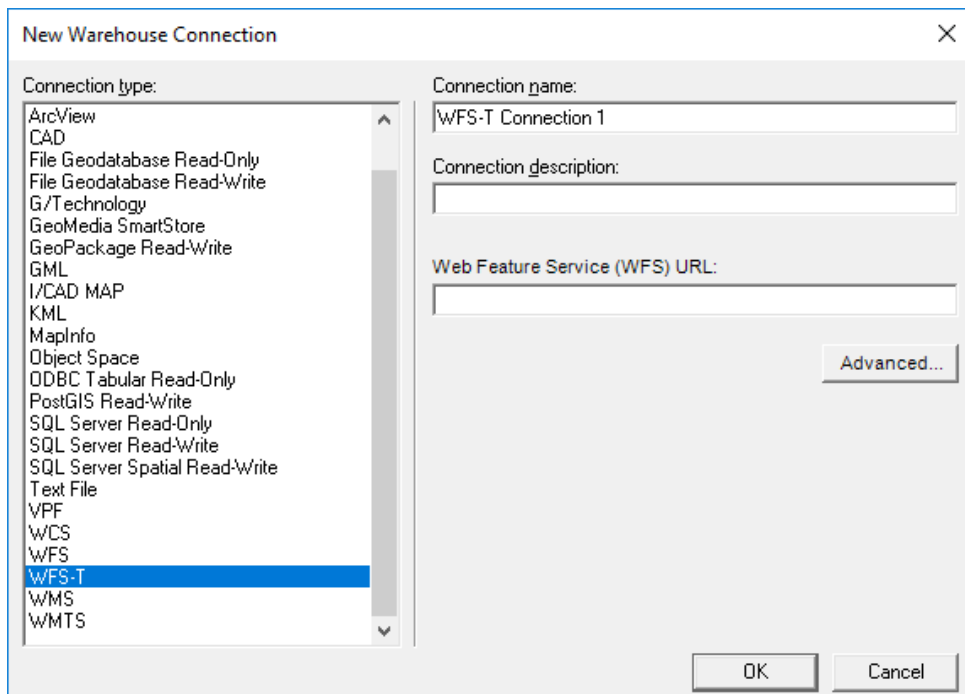 New Warehouse Connection
Connection type:
ArcView
CAD
File Geodatabase Read-Only
File Geodatabase Read-Write
G/Technology
GeoMedia SmartStore
GeoPackage Read-Write
GML
I/CAD MAP
KML
MapInfo
Object Space
ODBC Tabular Read-Only
PostGIS Read-Write
SQL Server Read-Only
SQL Server Read-Write
SQL Server Spatial Read-Write
Text File
VPF
WCS
WFS
WFS-T
WMS
WMTS
Connection name:
WFS-T Connection 1
Connection description:
Web Feature Service (WFS) URL:
Advanced...
OK
Cancel